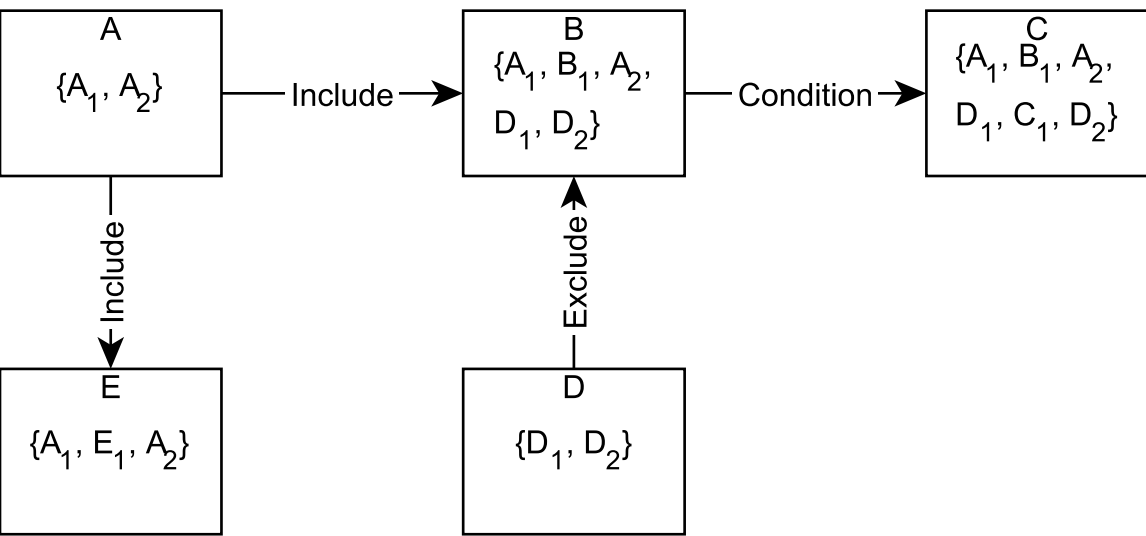 A
{A₁, A₂}
Include
B
{A₁, B₁, A₂,
D₁, D₂}
Condition
C
{A₁, B₁, A₂,
D₁, C₁, D₂}
Include
Exclude
E
{A₁, E₁, A₂}
D
{D₁, D₂}